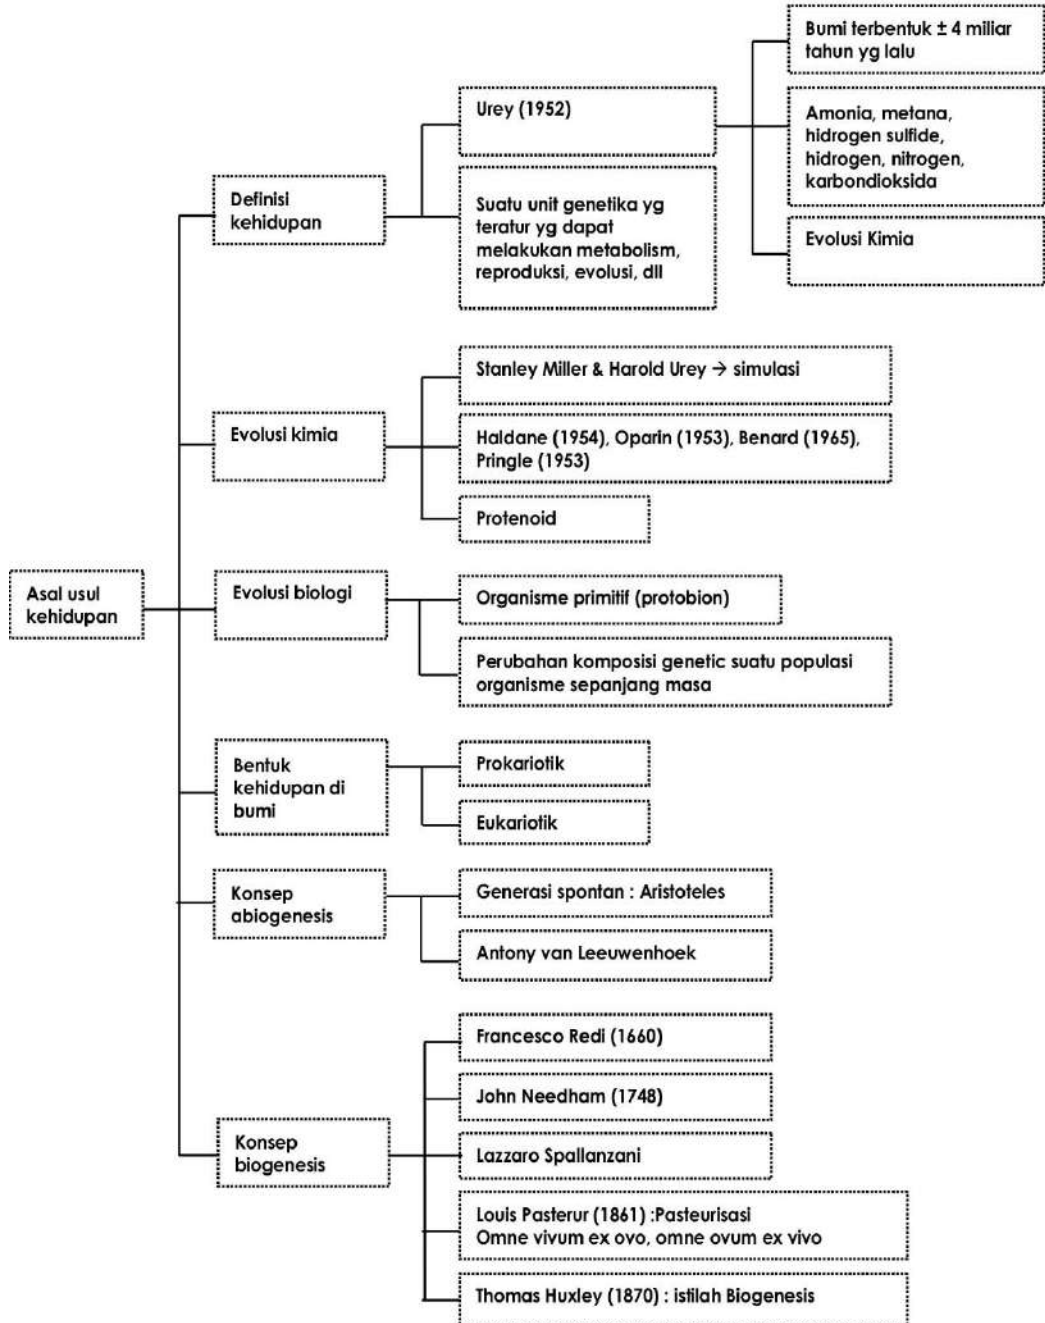 Bumi terbentuk ± 4 miliar
tahun yg lalu
Urey (1952)
Amonia, metana,
hidrogen sulfide,
hidrogen, nitrogen,
karbondioksida
Definisi
kehidupan
Suatu unit genetika yg
teratur yg dapat
melakukan metabolism,
reproduksi, evolusi, dll
Evolusi Kimia
Stanley Miller & Harold Urey → simulasi
Evolusi kimia
Haldane (1954), Oparin (1953), Benard (1965),
Pringle (1953)
Protenoid
Asal usul
kehidupan
Evolusi biologi
Organisme primitif (protobion)
Perubahan komposisi genetic suatu populasi
organisme sepanjang masa
Bentuk
kehidupan di
bumi
Prokariotik
Eukariotik
Konsep
abiogenesis
Generasi spontan : Aristoteles
Antony van Leeuwenhoek
Francesco Redi (1660)
John Needham (1748)
Konsep
biogenesis
Lazzaro Spallanzani
Louis Pasterur (1861) :Pasteurisasi
Omne vivum ex ovo, omne ovum ex vivo
Thomas Huxley (1870) : istilah Biogenesis